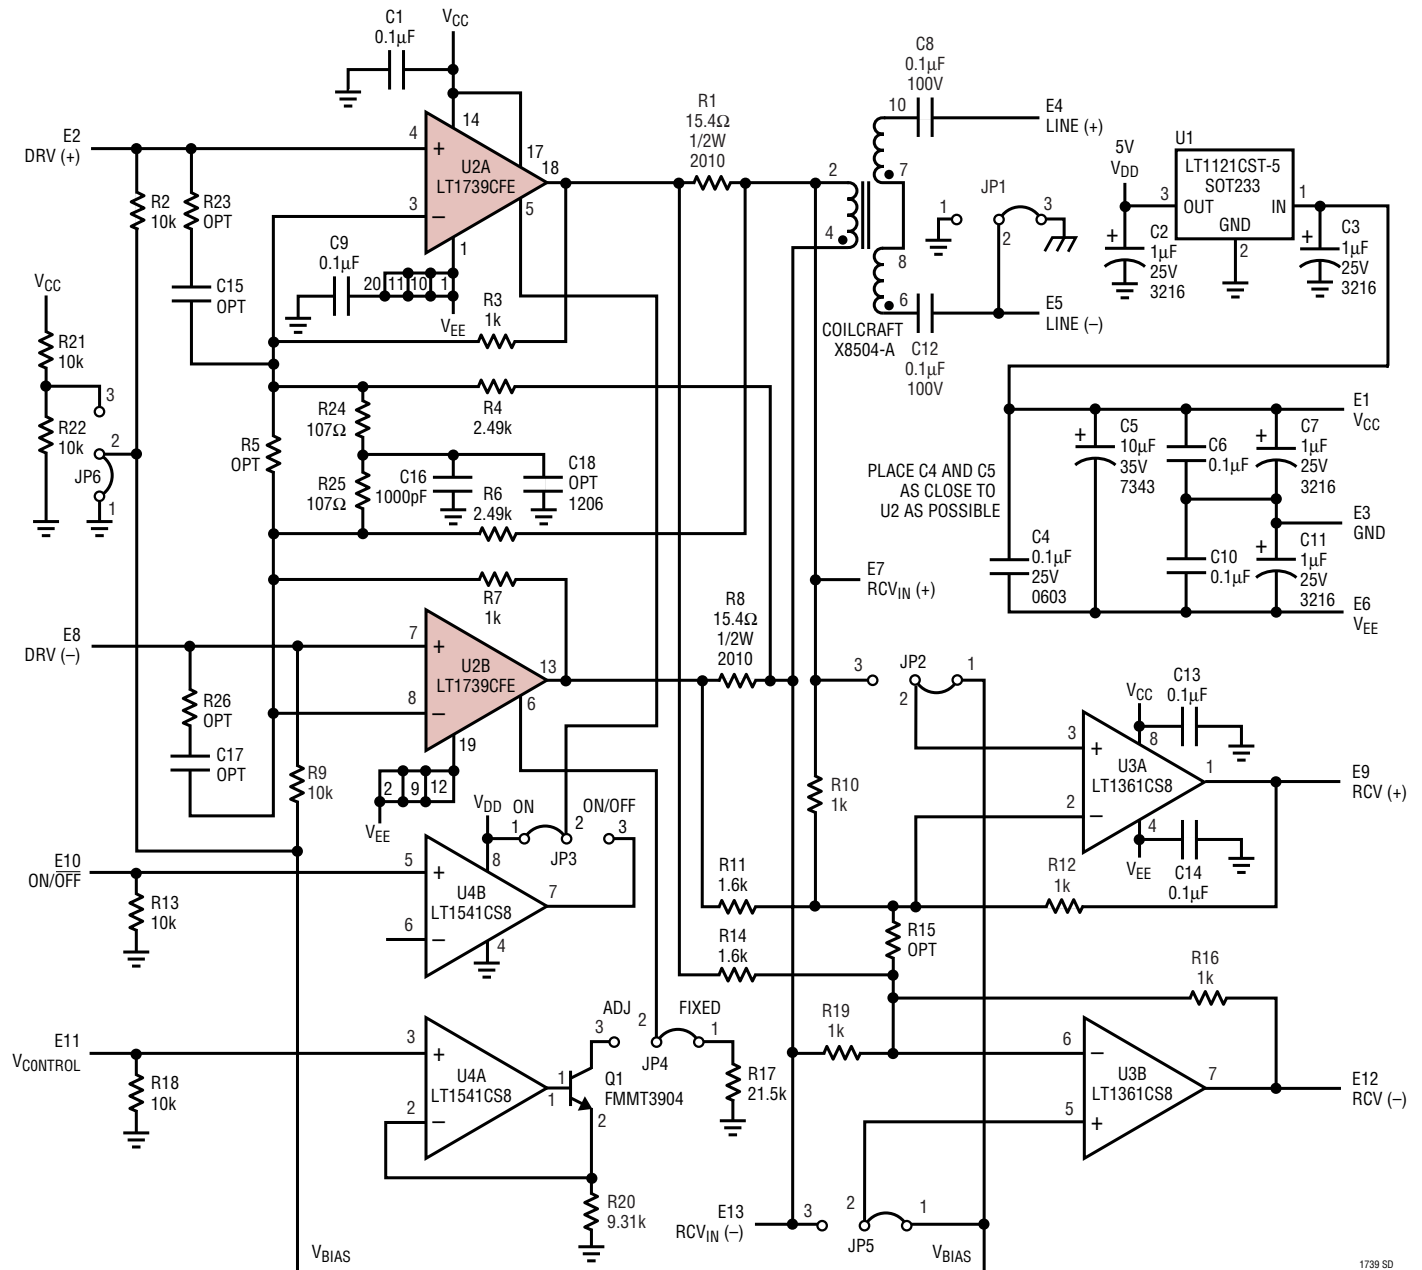 C1
0.1µF
VCC
C8
0.1µF
100V
R1
15.4Ω
1/2W
2010
10
E4
LINE (+)
U1
LT1121CST-5
SOT233
5V
VDD
3
OUT
IN
1
GND
2
C2
1µF
25V
3216
C3
1µF
25V
3216
E2
DRV (+)
4
+
14
U2A
LT1739CFE
17
18
3
–
5
1
2
4
7
8
6
JP1
1
2
3
E5
LINE (–)
COILCRAFT
X8504-A
C12
0.1µF
100V
R2
10k
R23
OPT
C15
OPT
C9
0.1µF
20
11
10
1
VEE
R3
1k
VCC
R21
10k
3
R22
10k
2
JP6
1
R5
OPT
R24
107Ω
R4
2.49k
R25
107Ω
C16
1000pF
C18
OPT
1206
R6
2.49k
E1
VCC
C5
10µF
35V
7343
C6
0.1µF
C7
1µF
25V
3216
PLACE C4 AND C5
AS CLOSE TO
U2 AS POSSIBLE
E3
GND
C4
0.1µF
25V
0603
C10
0.1µF
C11
1µF
25V
3216
E6
VEE
R7
1k
E7
RCVIN (+)
R8
15.4Ω
1/2W
2010
E8
DRV (–)
7
+
U2B
LT1739CFE
13
8
–
6
19
R26
OPT
C17
OPT
R9
10k
2
9
12
VEE
3
JP2
1
2
VCC
C13
0.1µF
3
+
8
U3A
LT1361CS8
1
2
–
4
VEE
C14
0.1µF
E9
RCV (+)
R10
1k
VDD
ON
ON/OFF
1
2
3
JP3
E10
ON/OFF
R13
10k
5
+
8
U4B
LT1541CS8
7
6
–
4
R11
1.6k
R12
1k
R15
OPT
R14
1.6k
R16
1k
R19
1k
ADJ
FIXED
3
2
1
JP4
E11
VCONTROL
R18
10k
3
+
U4A
LT1541CS8
1
1
Q1
FMMT3904
2
–
2
R17
21.5k
R20
9.31k
6
–
U3B
LT1361CS8
7
5
+
E12
RCV (–)
E13
RCVIN (–)
3
2
1
JP5
VBIAS
VBIAS
1739 SD